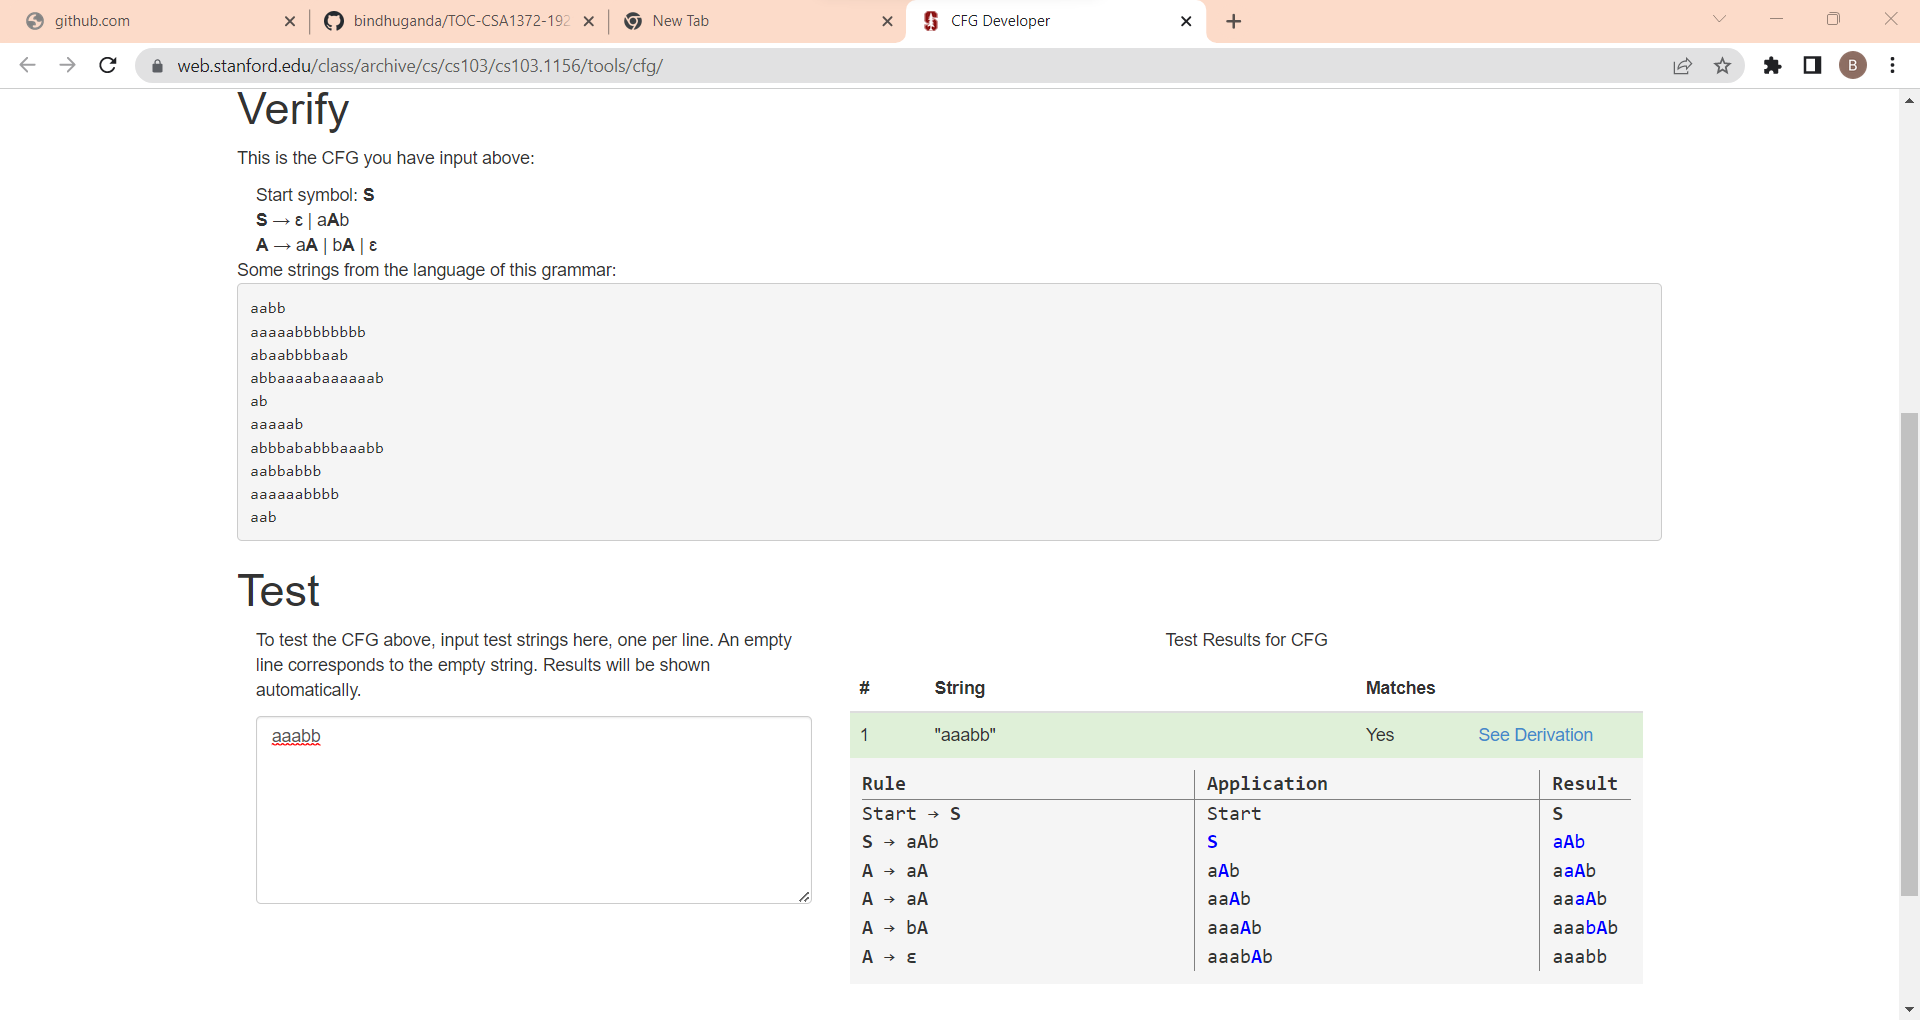 github.com
bindhuganda/TOC-CSA1372-192
New Tab
CFG Developer
web.stanford.edu/class/archive/cs/cs103/cs103.1156/tools/cfg/
B
Verify
This is the CFG you have input above:
Start symbol: S
S → ε | aAb
A → aA | bA | ε
Some strings from the language of this grammar:
aabb
aaaaabbbbbbbb
abaabbbbaab
abbaaaabaaaaaab
ab
aaaaab
abbbababbbaaabb
aabbabbb
aaaaaabbbb
aab
Test
To test the CFG above, input test strings here, one per line. An empty
line corresponds to the empty string. Results will be shown
automatically.
aaabb
Test Results for CFG
# String Matches
1 "aaabb" Yes See Derivation
Rule Application Result
Start → S Start S
S → aAb S aAb
A → aA aAb aaAb
A → aA aaAb aaaAb
A → bA aaaAb aaabAb
A → ε aaabAb aaabb